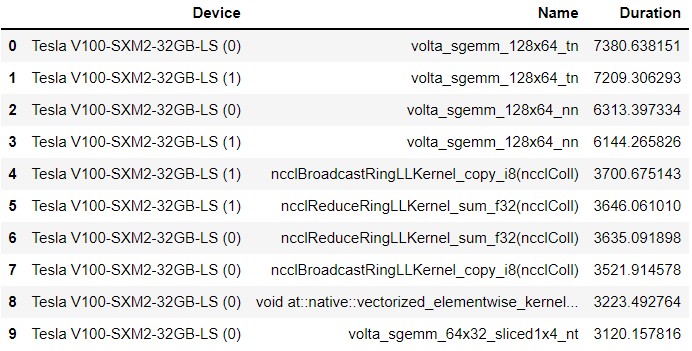 Device Name Duration
0 Tesla V100-SXM2-32GB-LS (0) volta_sgemm_128x64_tn 7380.638151
1 Tesla V100-SXM2-32GB-LS (1) volta_sgemm_128x64_tn 7209.306293
2 Tesla V100-SXM2-32GB-LS (0) volta_sgemm_128x64_nn 6313.397334
3 Tesla V100-SXM2-32GB-LS (1) volta_sgemm_128x64_nn 6144.265826
4 Tesla V100-SXM2-32GB-LS (1) ncclBroadcastRingLLKernel_copy_i8(ncclColl) 3700.675143
5 Tesla V100-SXM2-32GB-LS (1) ncclReduceRingLLKernel_sum_f32(ncclColl) 3646.061010
6 Tesla V100-SXM2-32GB-LS (0) ncclReduceRingLLKernel_sum_f32(ncclColl) 3635.091898
7 Tesla V100-SXM2-32GB-LS (0) ncclBroadcastRingLLKernel_copy_i8(ncclColl) 3521.914578
8 Tesla V100-SXM2-32GB-LS (0) void at::native::vectorized_elementwise_kernel... 3223.492764
9 Tesla V100-SXM2-32GB-LS (0) volta_sgemm_64x32_sliced1x4_nt 3120.157816